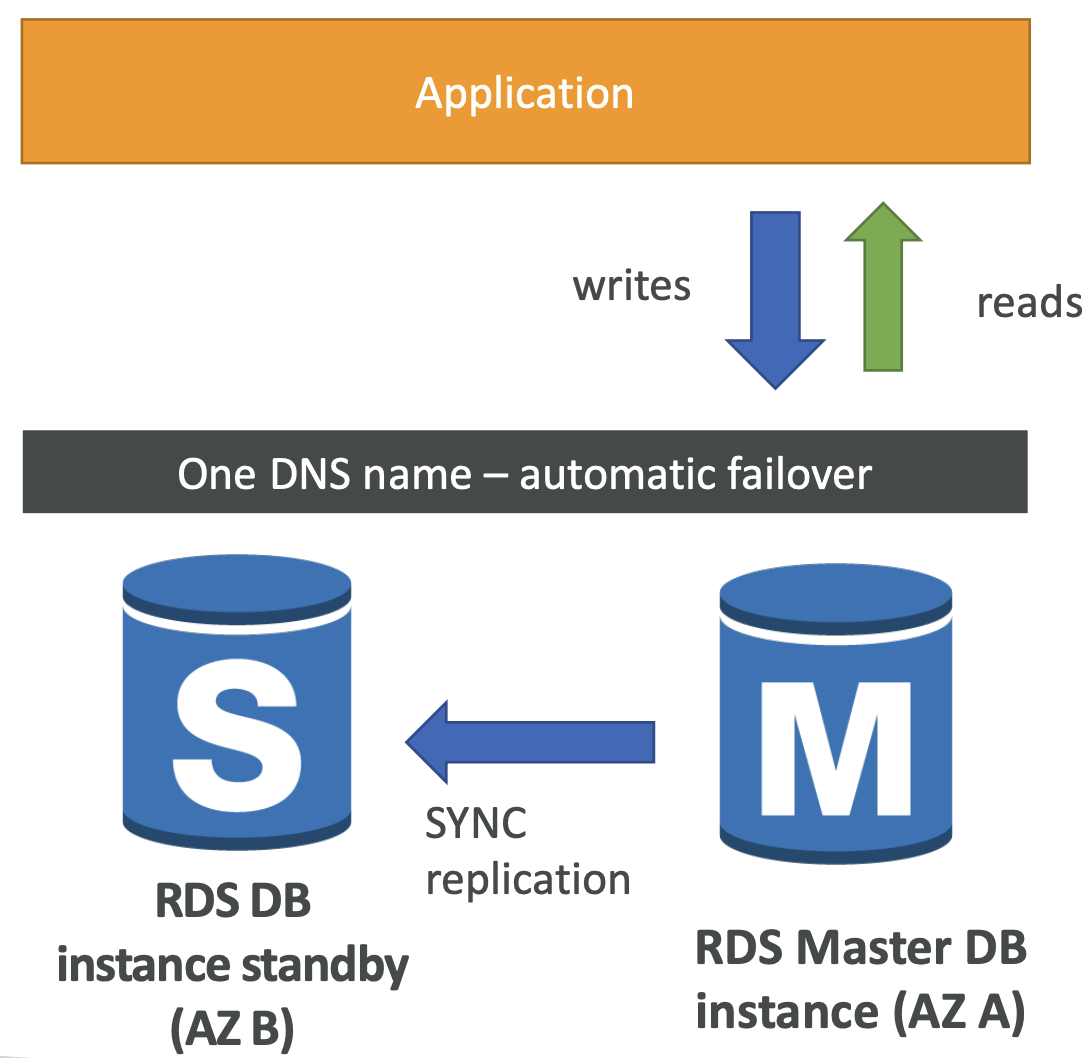 Application
writes
reads
One DNS name – automatic failover
S
M
SYNC
replication
RDS DB
instance standby
(AZ B)
RDS Master DB
instance (AZ A)